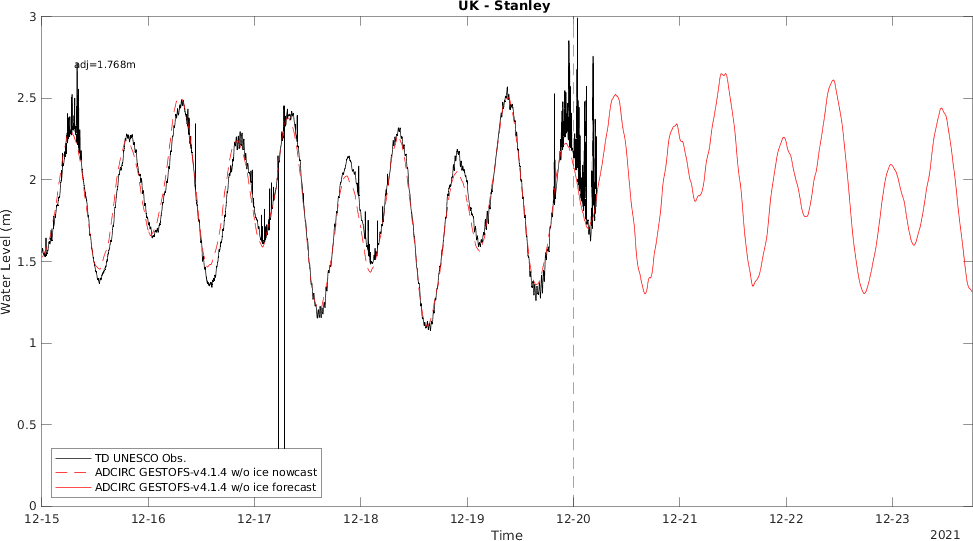 UK - Stanley
adj=1.768m
3
2.5
2
1.5
1
0.5
0
Water Level (m)
TD UNESCO Obs.
ADCIRC GESTOFS-v4.1.4 w/o ice nowcast
ADCIRC GESTOFS-v4.1.4 w/o ice forecast
12-15 12-16 12-17 12-18 12-19 12-20 12-21 12-22 12-23
Time
2021